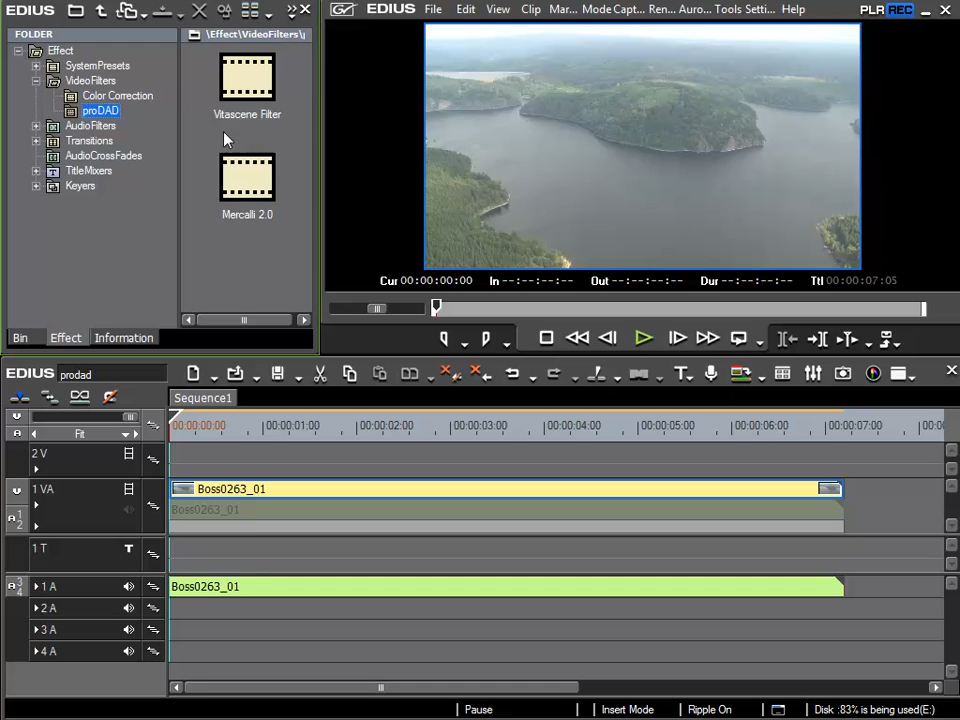 EDIUS
FOLDER
Effect
SystemPresets
VideoFilters
Color Correction
proDAD
AudioFilters
Transitions
AudioCrossFades
TitleMixers
Keyers
\Effect\VideoFilters\
Vitascene Filter
Mercalli 2.0
Bin Effect Information
EDIUS File Edit View Clip Mar... Mode Capt... Ren... Auro... Tools Setti... Help PLR REC
Cur 00:00:00:00 In --:--:--:-- Out --:--:--:-- Dur --:--:--:-- Ttl 00:00:07:05
EDIUS prodad
Sequence1
Fit
00:00:00:00 00:00:01:00 00:00:02:00 00:00:03:00 00:00:04:00 00:00:05:00 00:00:06:00 00:00:07:00
2 V
1 VA
Boss0263_01
Boss0263_01
1 2
1 T T
3 4
1 A
Boss0263_01
2 A
3 A
4 A
Pause Insert Mode Ripple On Disk :83% is being used(E:)